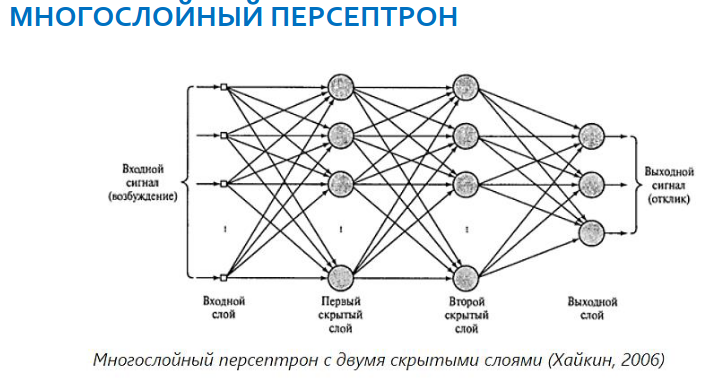 МНОГОСЛОЙНЫЙ ПЕРСЕПТРОН
Входной
сигнал
(возбуждение)
Выходной
сигнал
(отклик)
Входной
слой
Первый
скрытый
слой
Второй
скрытый
слой
Выходной
слой
Многослойный персептрон с двумя скрытыми слоями (Хайкин, 2006)